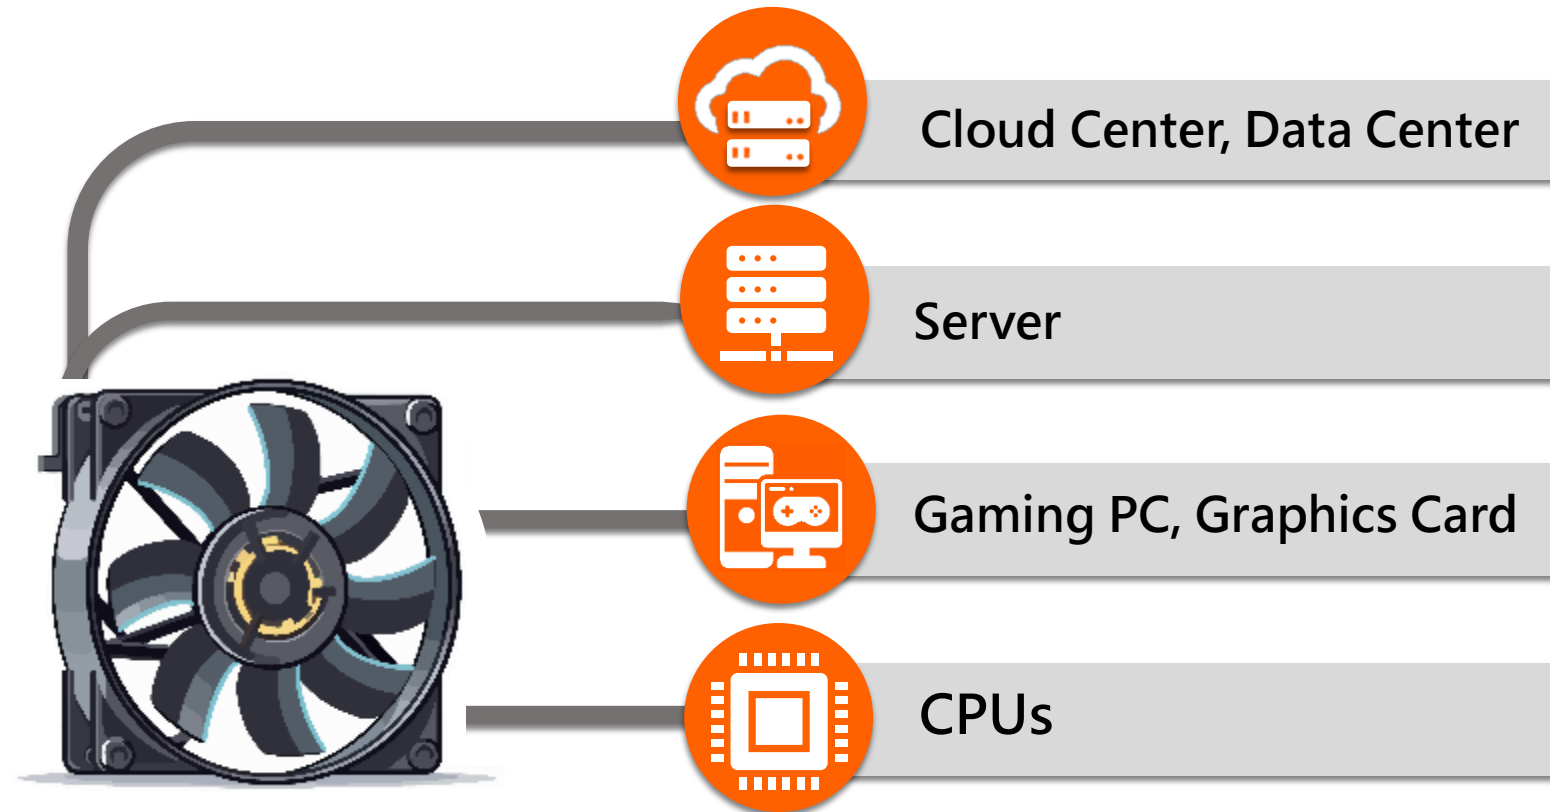 Cloud Center, Data Center
Server
Gaming PC, Graphics Card
CPUs